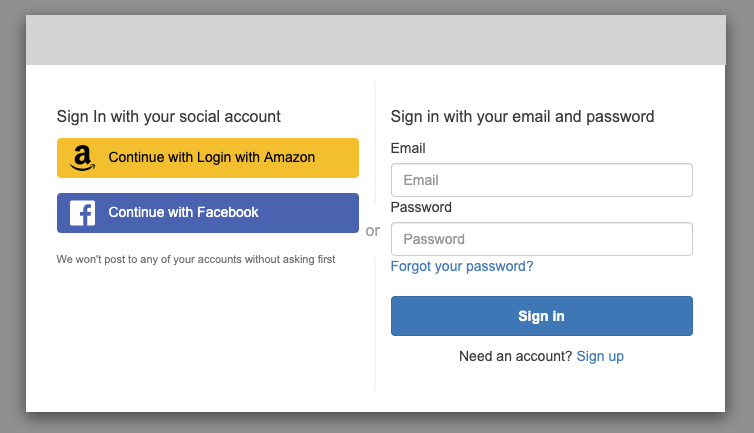 Sign In with your social account
Continue with Login with Amazon
Continue with Facebook
We won't post to any of your accounts without asking first
or
Sign in with your email and password
Email
Email
Password
Password
Forgot your password?
Sign in
Need an account? Sign up